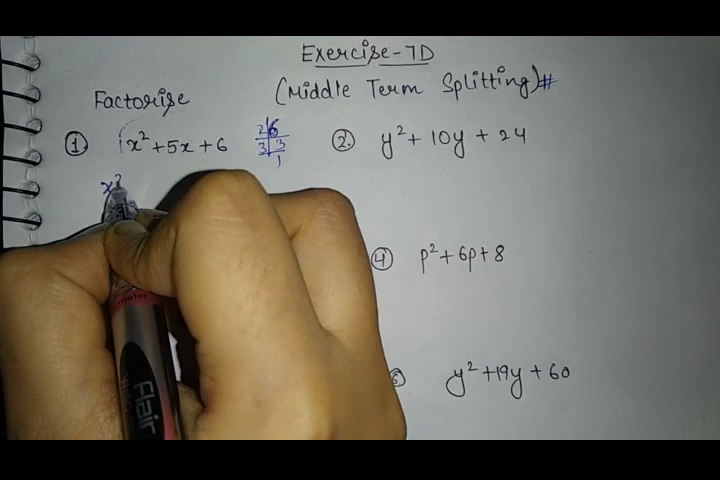 Exercise-7D
Factorise (Middle Term Splitting)#
① 1x²+5x+6 2|6 3|3 1 ② y²+10y+24
x²
④ p²+6p+8
y²+19y+60
Flair